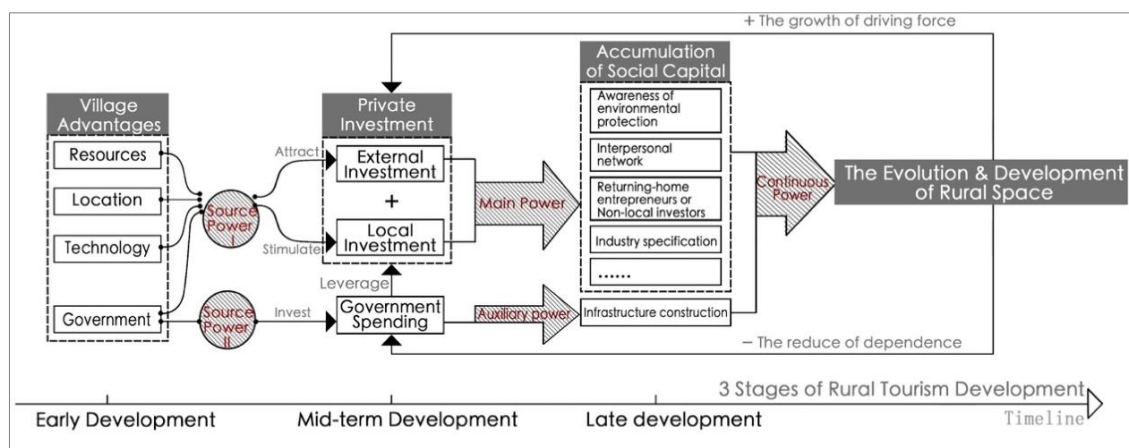 + The growth of driving force
Accumulation
of Social Capital
Village
Advantages
Private
Investment
Awareness of
environmental
protection
Resources
Attract
External
Investment
Interpersonal
network
Location
Source
Power
I
+
Main Power
Returning-home
entrepreneurs or
Non-local investors
Continuous
Power
The Evolution & Development
of Rural Space
Technology
Stimulate
Local
Investment
Industry specification
......
Leverage
Government
Source
Power
II
Invest
Government
Spending
Auxiliary power
Infrastructure construction
− The reduce of dependence
3 Stages of Rural Tourism Development
Early Development
Mid-term Development
Late development
Timeline